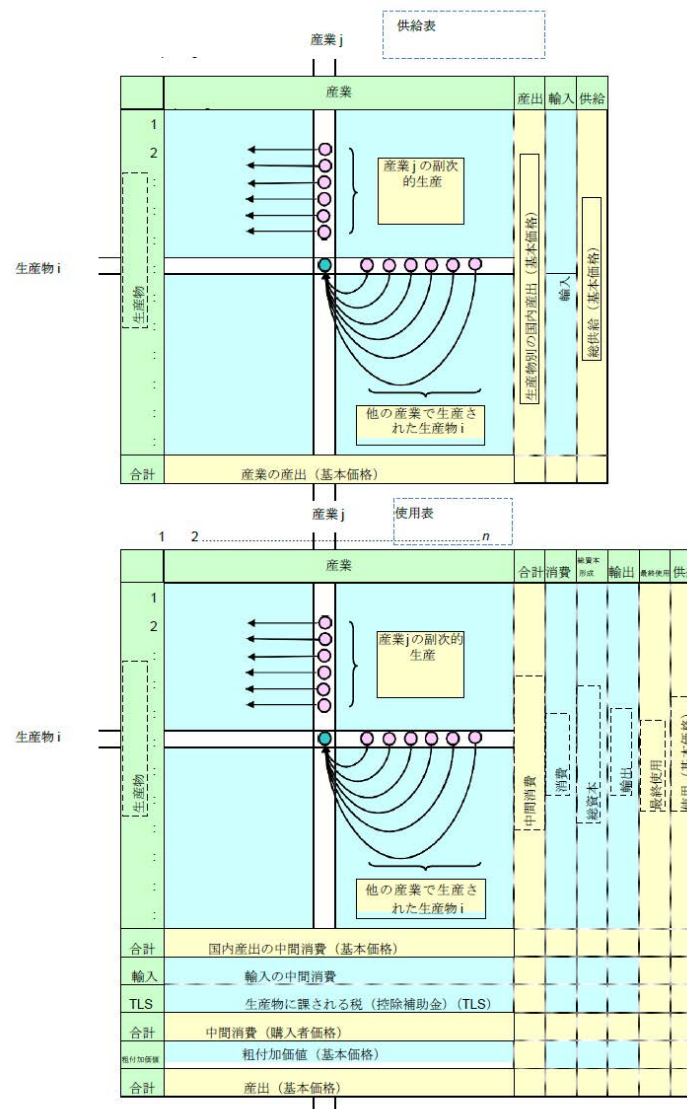 産業 j
供給表
産業
産出 輸入 供給
1
2
:
:
:
:
:
:
:
:
:
:
生産物
産業 j の副次
的生産
生産物 i
生産物別の国内産出（基本価格）
輸入
総供給（基本価格）
他の産業で生産さ
れた生産物 i
合計
産業の産出（基本価格）
産業 j
使用表
1 2 ........................................................ n
産業
合計 消費 総資本
形成 輸出 最終使用 供
1
2
:
:
:
:
:
:
:
:
:
:
生産物
産業jの副次的
生産
生産物 i
中間消費
消費
総資本
輸出
最終使用
他の産業で生産さ
れた生産物 i
合計 国内産出の中間消費（基本価格）
輸入 輸入の中間消費
TLS 生産物に課される税（控除補助金）（TLS）
合計 中間消費（購入者価格）
粗付加価値 粗付加価値（基本価格）
合計 産出（基本価格）